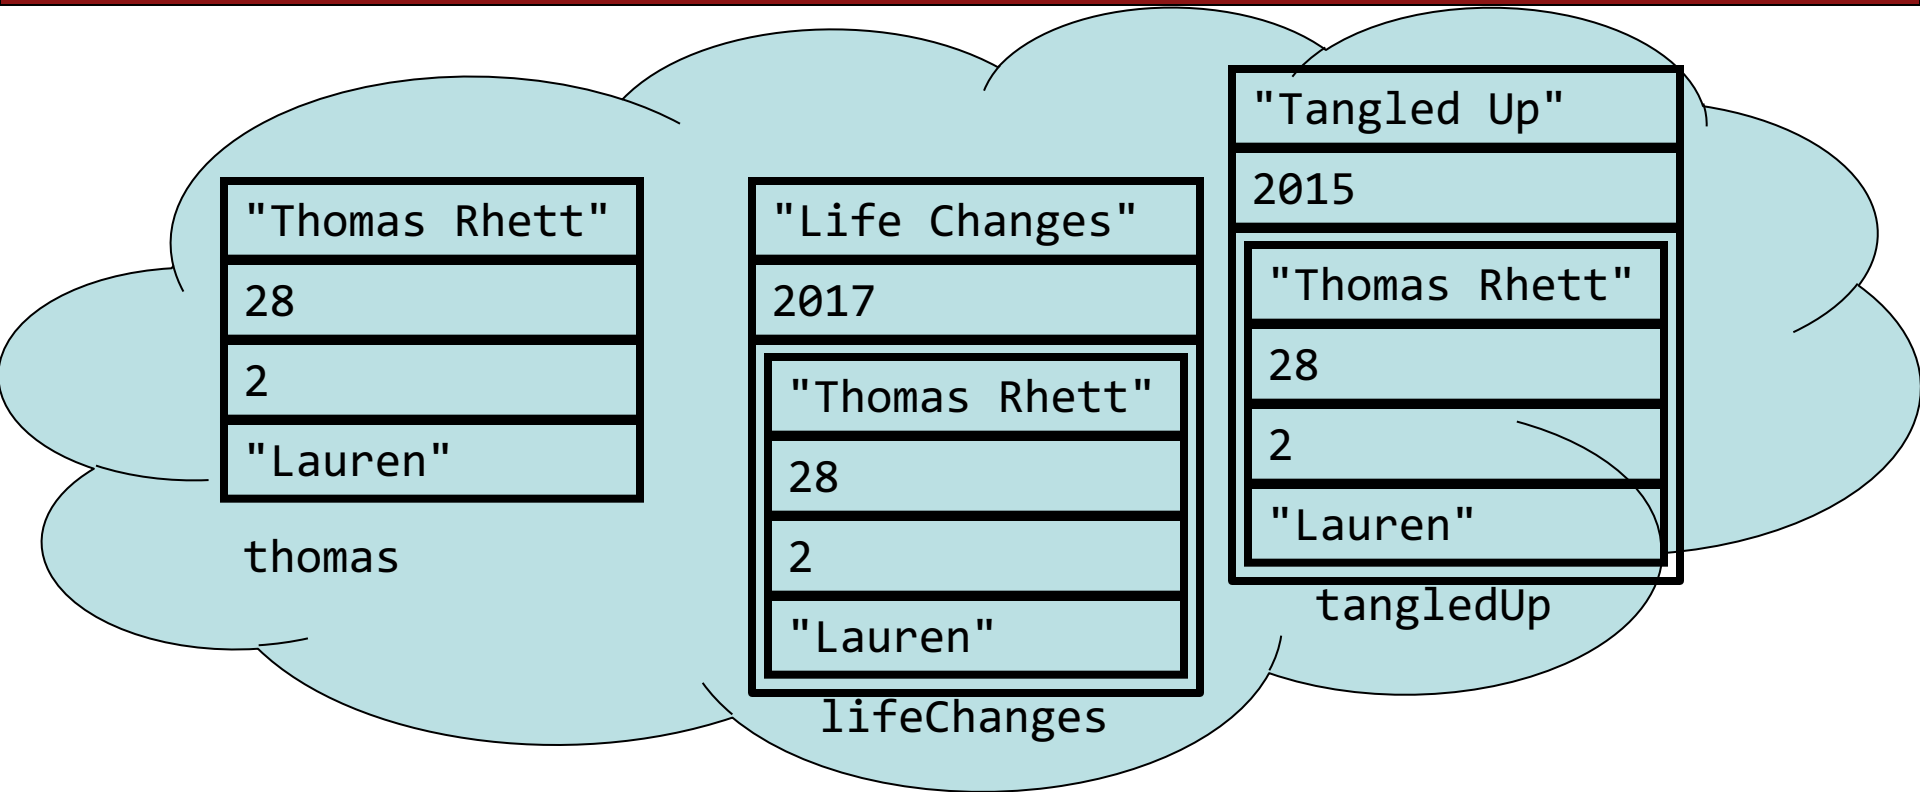 "Thomas Rhett"
28
2
"Lauren"
thomas
"Life Changes"
2017
"Thomas Rhett"
28
2
"Lauren"
lifeChanges
"Tangled Up"
2015
"Thomas Rhett"
28
2
"Lauren"
tangledUp